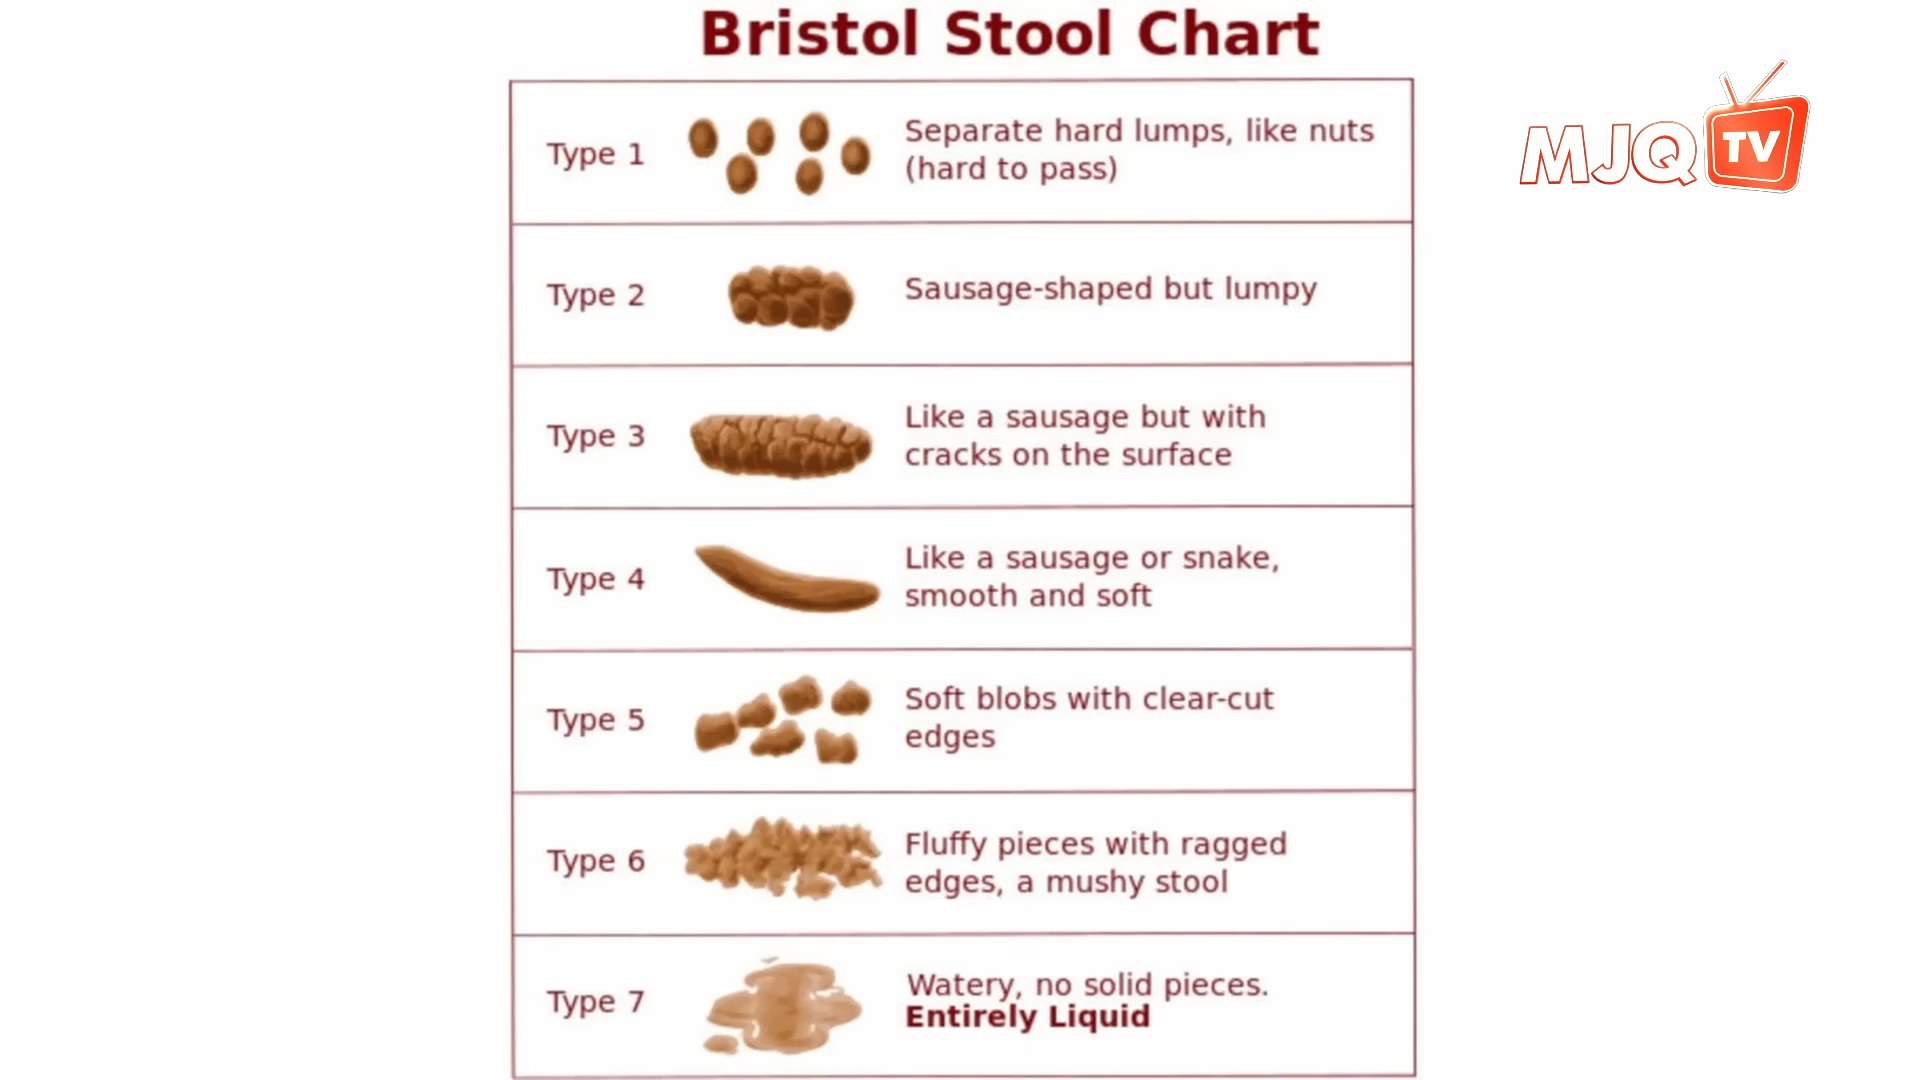 Bristol Stool Chart
MJQ TV
Type 1
Separate hard lumps, like nuts
(hard to pass)
Type 2
Sausage-shaped but lumpy
Type 3
Like a sausage but with
cracks on the surface
Type 4
Like a sausage or snake,
smooth and soft
Type 5
Soft blobs with clear-cut
edges
Type 6
Fluffy pieces with ragged
edges, a mushy stool
Type 7
Watery, no solid pieces.
Entirely Liquid